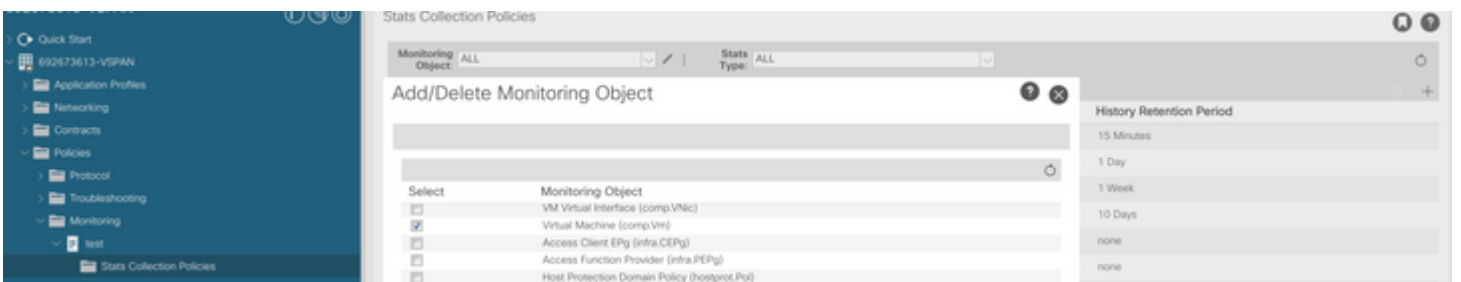 Stats Collection Policies
Quick Start
692673613-VSPAN
Application Profiles
Networking
Contracts
Policies
Protocol
Troubleshooting
Monitoring
test
Stats Collection Policies
Monitoring Object: ALL
Stats Type: ALL
Add/Delete Monitoring Object
Select Monitoring Object
VM Virtual Interface (comp.VNic)
Virtual Machine (comp.Vm)
Access Client EPg (infra.CEPg)
Access Function Provider (infra.PEPg)
Host Protection Domain Policy (hostprot.Pol)
History Retention Period
15 Minutes
1 Day
1 Week
10 Days
none
none